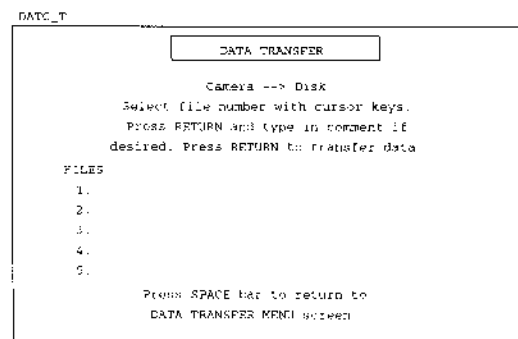 DATC_T
DATA TRANSFER
Camera --> Disk
Select file number with cursor keys.
Press RETURN and type in comment if
desired. Press RETURN to transfer data
FILES
1.
2.
3.
4.
5.
Press SPACE bar to return to
DATA TRANSFER MENU screen